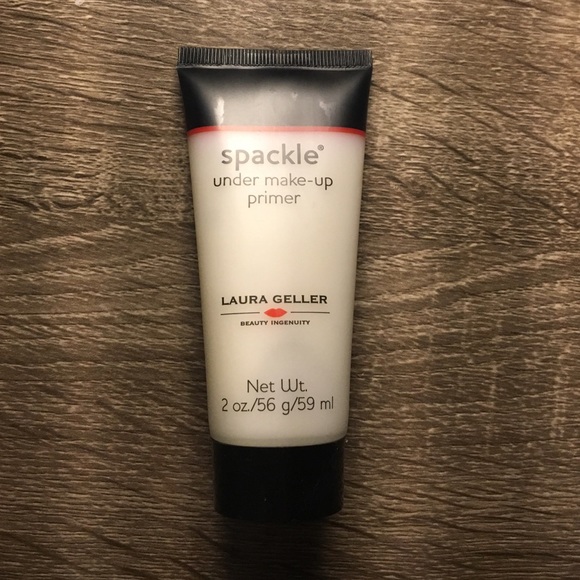 spackle®
under make-up
primer
LAURA GELLER
BEAUTY INGENUITY
Net Wt.
2 oz./56 g/59 ml